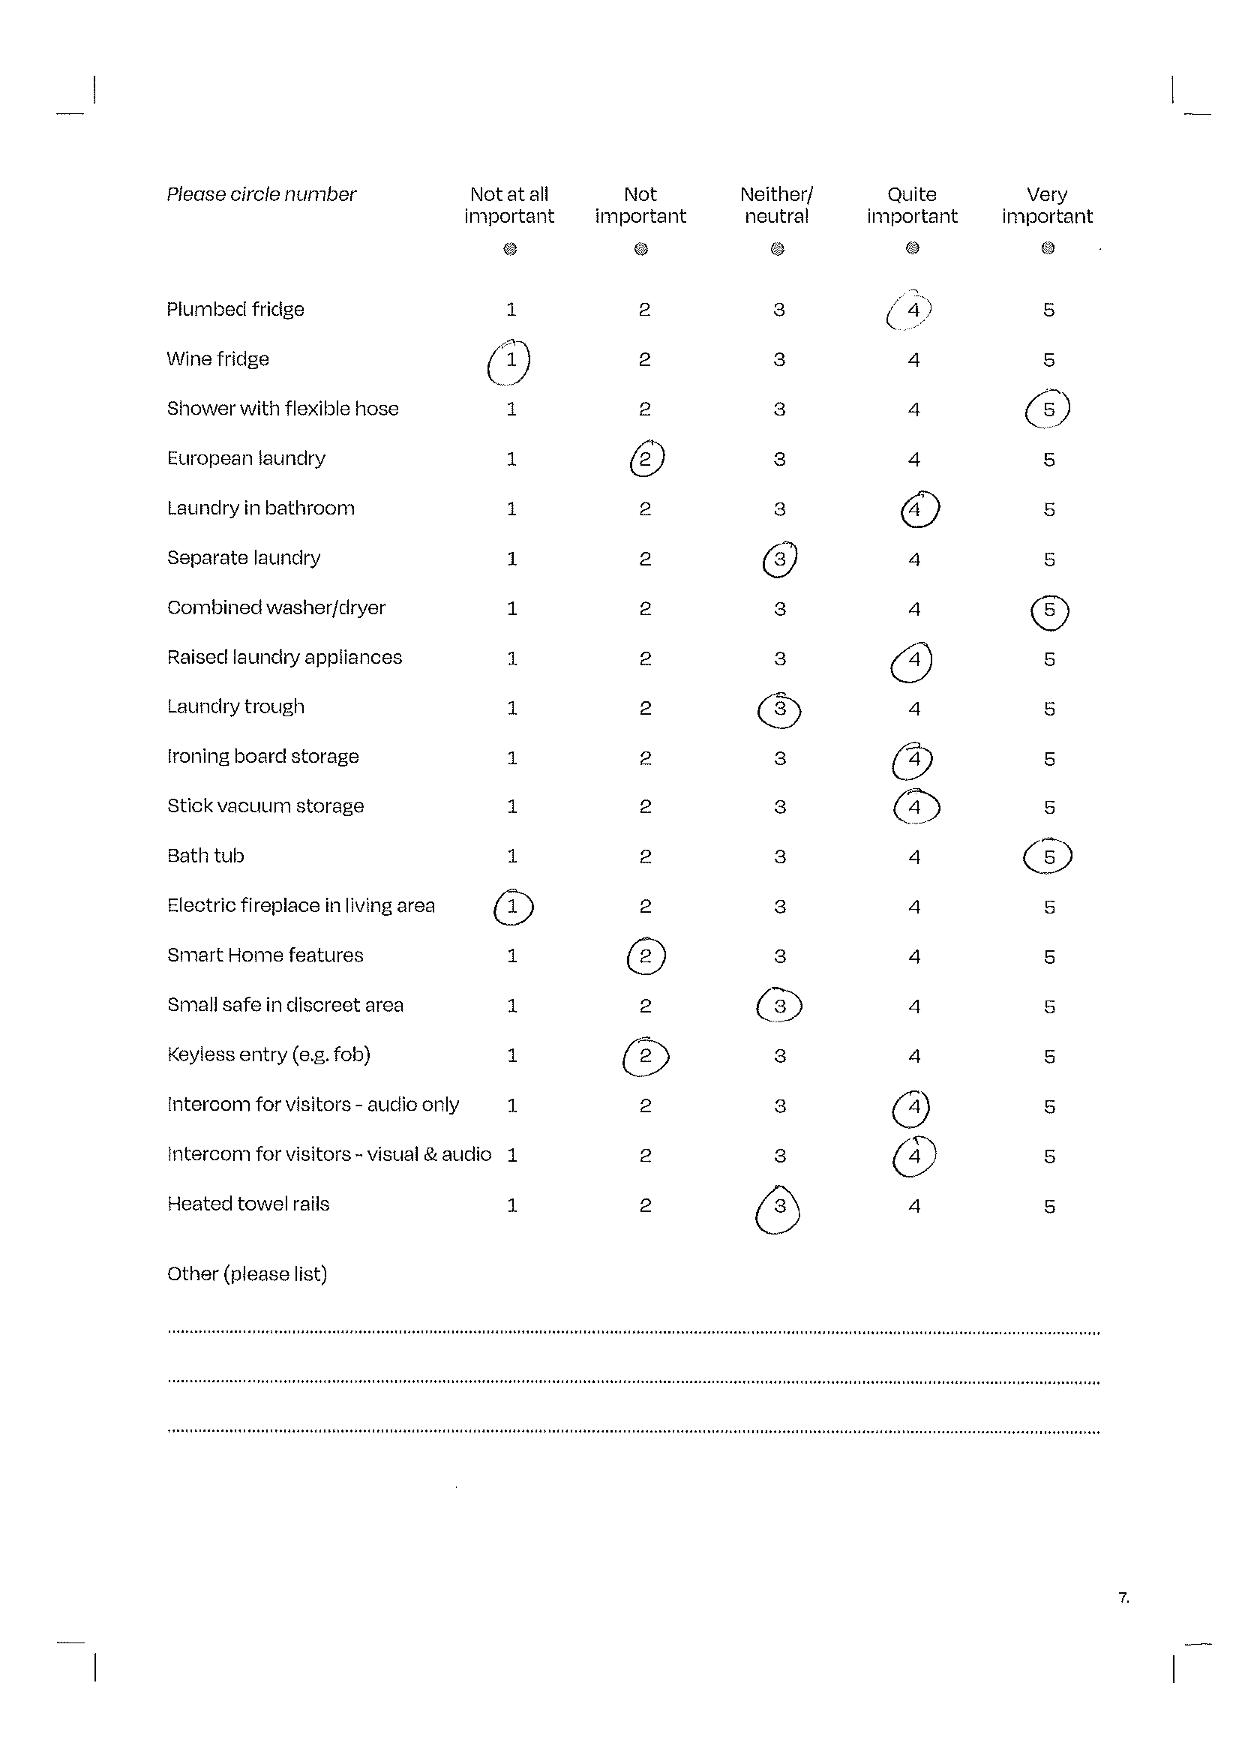 Please circle number Not at all Not Neither/ Quite Very
important important neutral important important
Plumbed fridge 1 2 3 4 5
Wine fridge 1 2 3 4 5
Shower with flexible hose 1 2 3 4 5
European laundry 1 2 3 4 5
Laundry in bathroom 1 2 3 4 5
Separate laundry 1 2 3 4 5
Combined washer/dryer 1 2 3 4 5
Raised laundry appliances 1 2 3 4 5
Laundry trough 1 2 3 4 5
Ironing board storage 1 2 3 4 5
Stick vacuum storage 1 2 3 4 5
Bath tub 1 2 3 4 5
Electric fireplace in living area 1 2 3 4 5
Smart Home features 1 2 3 4 5
Small safe in discreet area 1 2 3 4 5
Keyless entry (e.g. fob) 1 2 3 4 5
Intercom for visitors - audio only 1 2 3 4 5
Intercom for visitors - visual & audio 1 2 3 4 5
Heated towel rails 1 2 3 4 5
Other (please list)
7.